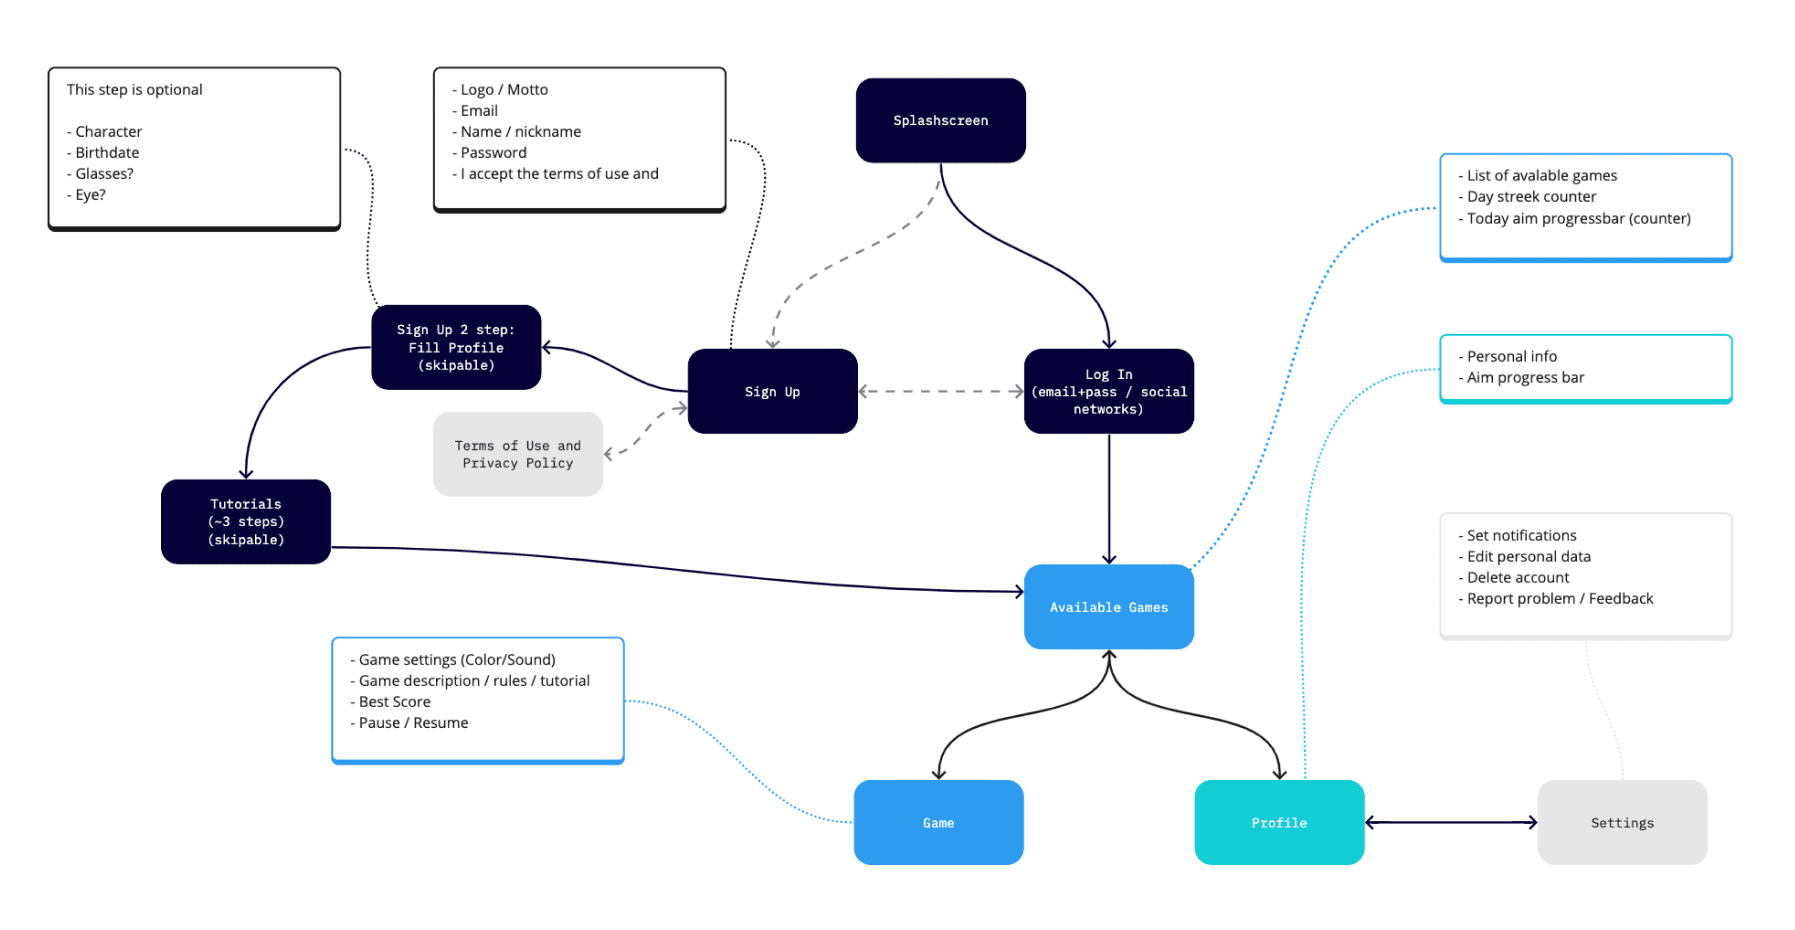 This step is optional
- Character
- Birthdate
- Glasses?
- Eye?
- Logo / Motto
- Email
- Name / nickname
- Password
- I accept the terms of use and
Splashscreen
- List of avalable games
- Day streek counter
- Today aim progressbar (counter)
Sign Up 2 step:
Fill Profile
(skipable)
Sign Up
Log In
(email+pass / social
networks)
- Personal info
- Aim progress bar
Terms of Use and
Privacy Policy
Tutorials
(~3 steps)
(skipable)
- Set notifications
- Edit personal data
- Delete account
- Report problem / Feedback
Available Games
- Game settings (Color/Sound)
- Game description / rules / tutorial
- Best Score
- Pause / Resume
Game
Profile
Settings